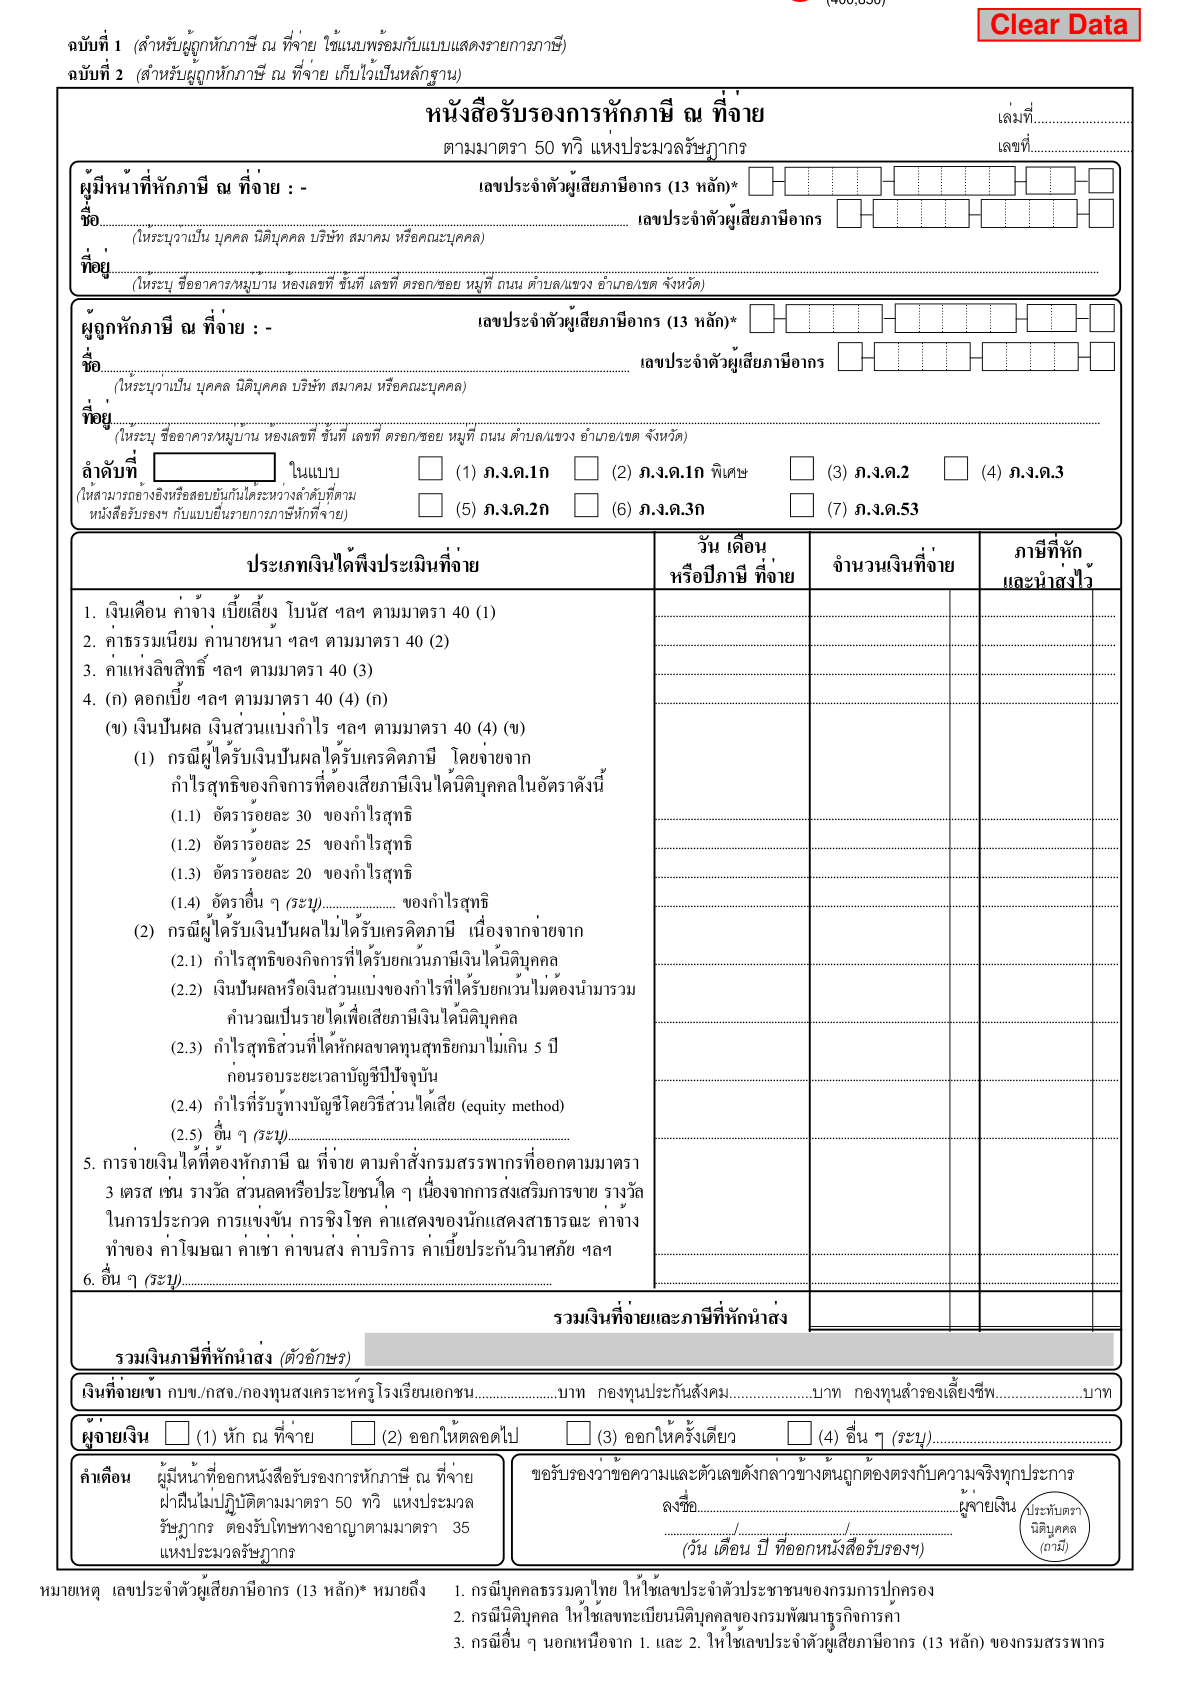 (400,850)
Clear Data
ฉบับที่ 1 (สำหรับผู้ถูกหักภาษี ณ ที่จ่าย ใช้แนบพร้อมกับแบบแสดงรายการภาษี)
ฉบับที่ 2 (สำหรับผู้ถูกหักภาษี ณ ที่จ่าย เก็บไว้เป็นหลักฐาน)
หนังสือรับรองการหักภาษี ณ ที่จ่าย
เล่มที่..........................
ตามมาตรา 50 ทวิ แห่งประมวลรัษฎากร
เลขที่............................
ผู้มีหน้าที่หักภาษี ณ ที่จ่าย : - เลขประจำตัวผู้เสียภาษีอากร (13 หลัก)*
ชื่อ.......................... เลขประจำตัวผู้เสียภาษีอากร
(ให้ระบุว่าเป็น บุคคล นิติบุคคล บริษัท สมาคม หรือคณะบุคคล)
ที่อยู่..........................
(ให้ระบุ ชื่ออาคาร/หมู่บ้าน ห้องเลขที่ ชั้นที่ เลขที่ ตรอก/ซอย หมู่ที่ ถนน ตำบล/แขวง อำเภอ/เขต จังหวัด)
ผู้ถูกหักภาษี ณ ที่จ่าย : - เลขประจำตัวผู้เสียภาษีอากร (13 หลัก)*
ชื่อ.......................... เลขประจำตัวผู้เสียภาษีอากร
(ให้ระบุว่าเป็น บุคคล นิติบุคคล บริษัท สมาคม หรือคณะบุคคล)
ที่อยู่..........................
(ให้ระบุ ชื่ออาคาร/หมู่บ้าน ห้องเลขที่ ชั้นที่ เลขที่ ตรอก/ซอย หมู่ที่ ถนน ตำบล/แขวง อำเภอ/เขต จังหวัด)
ลำดับที่ ในแบบ (1) ภ.ง.ด.1ก (2) ภ.ง.ด.1ก พิเศษ (3) ภ.ง.ด.2 (4) ภ.ง.ด.3
(ให้สามารถอ้างอิงหรือสอบยันกันได้ระหว่างลำดับที่ตาม
หนังสือรับรองฯ กับแบบยื่นรายการภาษีหักที่จ่าย) (5) ภ.ง.ด.2ก (6) ภ.ง.ด.3ก (7) ภ.ง.ด.53
ประเภทเงินได้พึงประเมินที่จ่าย
วัน เดือน
หรือปีภาษี ที่จ่าย
จำนวนเงินที่จ่าย
ภาษีที่หัก
และนำส่งไว้
1. เงินเดือน ค่าจ้าง เบี้ยเลี้ยง โบนัส ฯลฯ ตามมาตรา 40 (1)
2. ค่าธรรมเนียม ค่านายหน้า ฯลฯ ตามมาตรา 40 (2)
3. ค่าแห่งลิขสิทธิ์ ฯลฯ ตามมาตรา 40 (3)
4. (ก) ดอกเบี้ย ฯลฯ ตามมาตรา 40 (4) (ก)
(ข) เงินปันผล เงินส่วนแบ่งกำไร ฯลฯ ตามมาตรา 40 (4) (ข)
(1) กรณีผู้ได้รับเงินปันผลได้รับเครดิตภาษี โดยจ่ายจาก
กำไรสุทธิของกิจการที่ต้องเสียภาษีเงินได้นิติบุคคลในอัตราดังนี้
(1.1) อัตราร้อยละ 30 ของกำไรสุทธิ
(1.2) อัตราร้อยละ 25 ของกำไรสุทธิ
(1.3) อัตราร้อยละ 20 ของกำไรสุทธิ
(1.4) อัตราอื่น ๆ (ระบุ)...................... ของกำไรสุทธิ
(2) กรณีผู้ได้รับเงินปันผลไม่ได้รับเครดิตภาษี เนื่องจากจ่ายจาก
(2.1) กำไรสุทธิของกิจการที่ได้รับยกเว้นภาษีเงินได้นิติบุคคล
(2.2) เงินปันผลหรือเงินส่วนแบ่งของกำไรที่ได้รับยกเว้นไม่ต้องนำมารวม
คำนวณเป็นรายได้เพื่อเสียภาษีเงินได้นิติบุคคล
(2.3) กำไรสุทธิส่วนที่ได้หักผลขาดทุนสุทธิยกมาไม่เกิน 5 ปี
ก่อนรอบระยะเวลาบัญชีปีปัจจุบัน
(2.4) กำไรที่รับรู้ทางบัญชีโดยวิธีส่วนได้เสีย (equity method)
(2.5) อื่น ๆ (ระบุ)..........................
5. การจ่ายเงินได้ที่ต้องหักภาษี ณ ที่จ่าย ตามคำสั่งกรมสรรพากรที่ออกตามมาตรา
3 เตรส เช่น รางวัล ส่วนลดหรือประโยชน์ใด ๆ เนื่องจากการส่งเสริมการขาย รางวัล
ในการประกวด การแข่งขัน การชิงโชค ค่าแสดงของนักแสดงสาธารณะ ค่าจ้าง
ทำของ ค่าโฆษณา ค่าเช่า ค่าขนส่ง ค่าบริการ ค่าเบี้ยประกันวินาศภัย ฯลฯ
6. อื่น ๆ (ระบุ)..........................
รวมเงินที่จ่ายและภาษีที่หักนำส่ง
รวมเงินภาษีที่หักนำส่ง (ตัวอักษร)
เงินที่จ่ายเข้า กบข./กสจ./กองทุนสงเคราะห์ครูโรงเรียนเอกชน......................บาท กองทุนประกันสังคม......................บาท กองทุนสำรองเลี้ยงชีพ.......................บาท
ผู้จ่ายเงิน (1) หัก ณ ที่จ่าย (2) ออกให้ตลอดไป (3) ออกให้ครั้งเดียว (4) อื่น ๆ (ระบุ)..........................
คำเตือน ผู้มีหน้าที่ออกหนังสือรับรองการหักภาษี ณ ที่จ่าย
ฝ่าฝืนไม่ปฏิบัติตามมาตรา 50 ทวิ แห่งประมวล
รัษฎากร ต้องรับโทษทางอาญาตามมาตรา 35
แห่งประมวลรัษฎากร
ขอรับรองว่าข้อความและตัวเลขดังกล่าวข้างต้นถูกต้องตรงกับความจริงทุกประการ
ลงชื่อ..........................ผู้จ่ายเงิน
................../............................/..........................
(วัน เดือน ปี ที่ออกหนังสือรับรองฯ)
ประทับตรา
นิติบุคคล
(ถ้ามี)
หมายเหตุ เลขประจำตัวผู้เสียภาษีอากร (13 หลัก)* หมายถึง 1. กรณีบุคคลธรรมดาไทย ให้ใช้เลขประจำตัวประชาชนของกรมการปกครอง
2. กรณีนิติบุคคล ให้ใช้เลขทะเบียนนิติบุคคลของกรมพัฒนาธุรกิจการค้า
3. กรณีอื่น ๆ นอกเหนือจาก 1. และ 2. ให้ใช้เลขประจำตัวผู้เสียภาษีอากร (13 หลัก) ของกรมสรรพากร